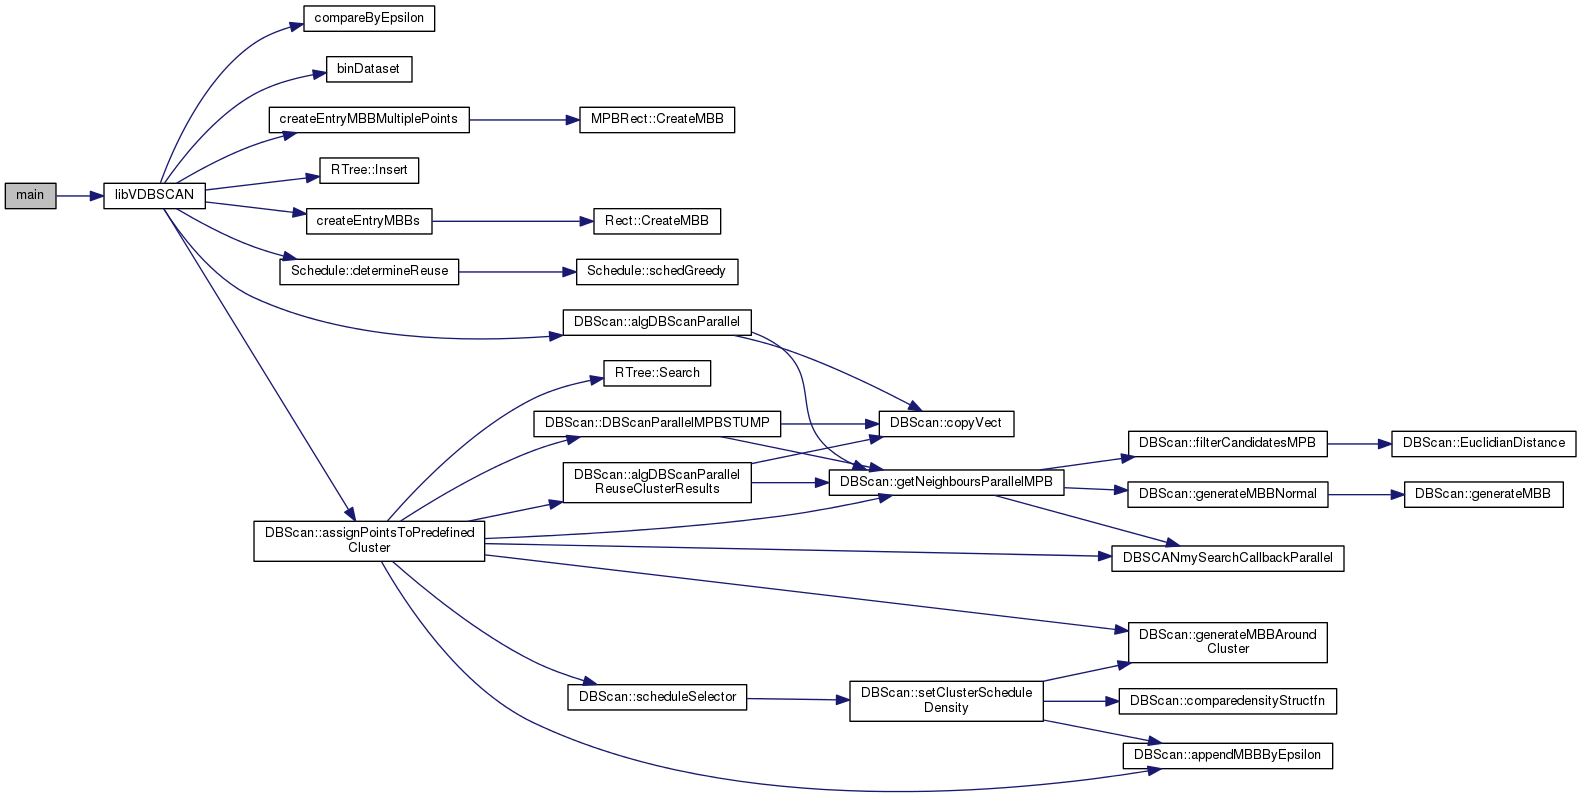 compareByEpsilon
binDataset
createEntryMBBMultiplePoints
MPBRect::CreateMBB
RTree::Insert
main
libVDBSCAN
createEntryMBBs
Rect::CreateMBB
Schedule::determineReuse
Schedule::schedGreedy
DBScan::algDBScanParallel
RTree::Search
DBScan::DBScanParallelMPBSTUMP
DBScan::copyVect
DBScan::filterCandidatesMPB
DBScan::EuclidianDistance
DBScan::algDBScanParallel
ReuseClusterResults
DBScan::getNeighboursParallelMPB
DBScan::generateMBBNormal
DBScan::generateMBB
DBScan::assignPointsToPredefined
Cluster
DBSCANmySearchCallbackParallel
DBScan::generateMBBAround
Cluster
DBScan::scheduleSelector
DBScan::setClusterSchedule
Density
DBScan::comparedensityStructfn
DBScan::appendMBBByEpsilon